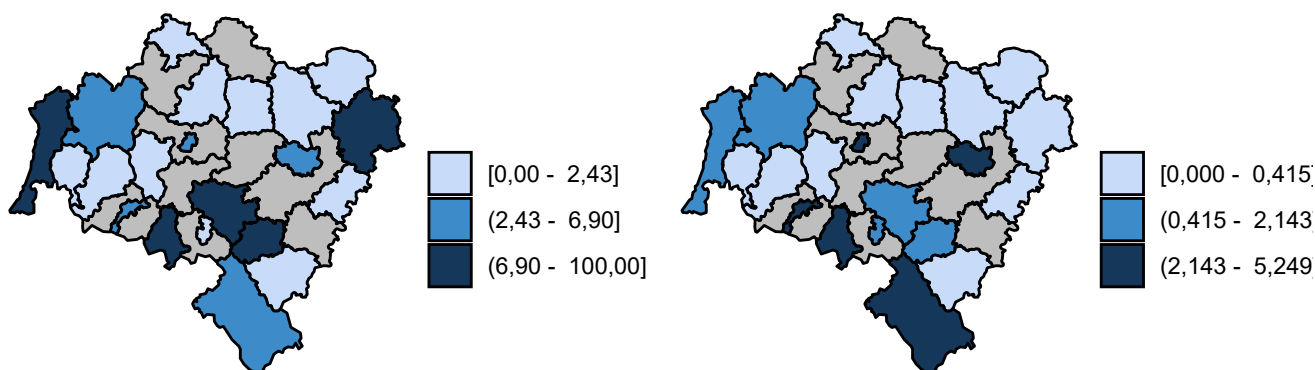 [0,00 - 2,43]
(2,43 - 6,90]
(6,90 - 100,00]
[0,000 - 0,415]
(0,415 - 2,143]
(2,143 - 5,249]